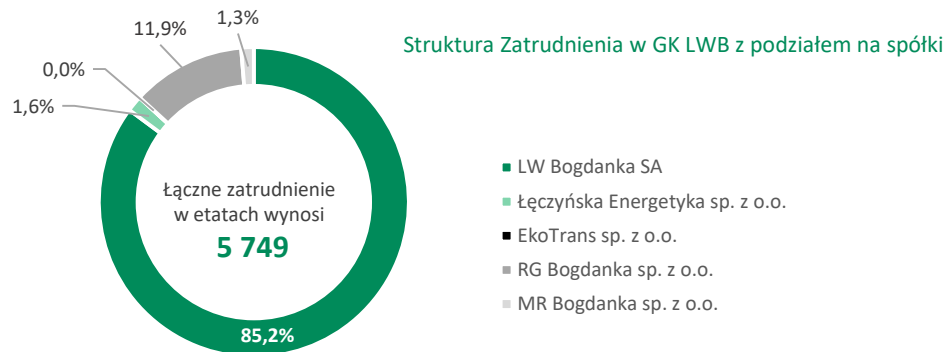 Struktura Zatrudnienia w GK LWB z podziałem na spółki
1,3%
11,9%
0,0%
1,6%
Łączne zatrudnienie
w etatach wynosi
5 749
85,2%
LW Bogdanka SA
Łęczyńska Energetyka sp. z o.o.
EkoTrans sp. z o.o.
RG Bogdanka sp. z o.o.
MR Bogdanka sp. z o.o.